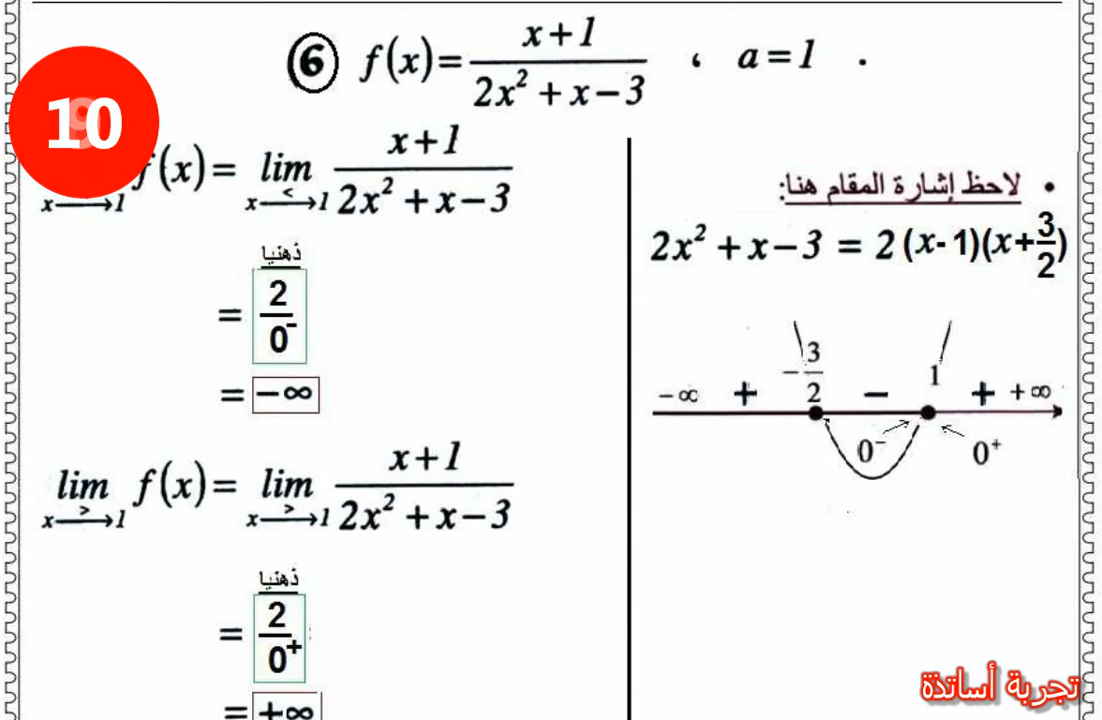 ⑥ f(x)= x+1 / 2x² + x − 3 ، a=1 .
10
f(x)= lim x→<1 x+1 / 2x² + x − 3
x→1
ذهنيا
= 2 / 0⁻
= −∞
lim x→>1 f(x)= lim x→>1 x+1 / 2x² + x − 3
ذهنيا
= 2 / 0⁺
= +∞
• لاحظ إشارة المقام هنا:
2x² + x − 3 = 2 (x- 1)(x+ 3/2)
−∞ + −3/2 − 1 + +∞
0⁻ 0⁺
تجربة أساتذة